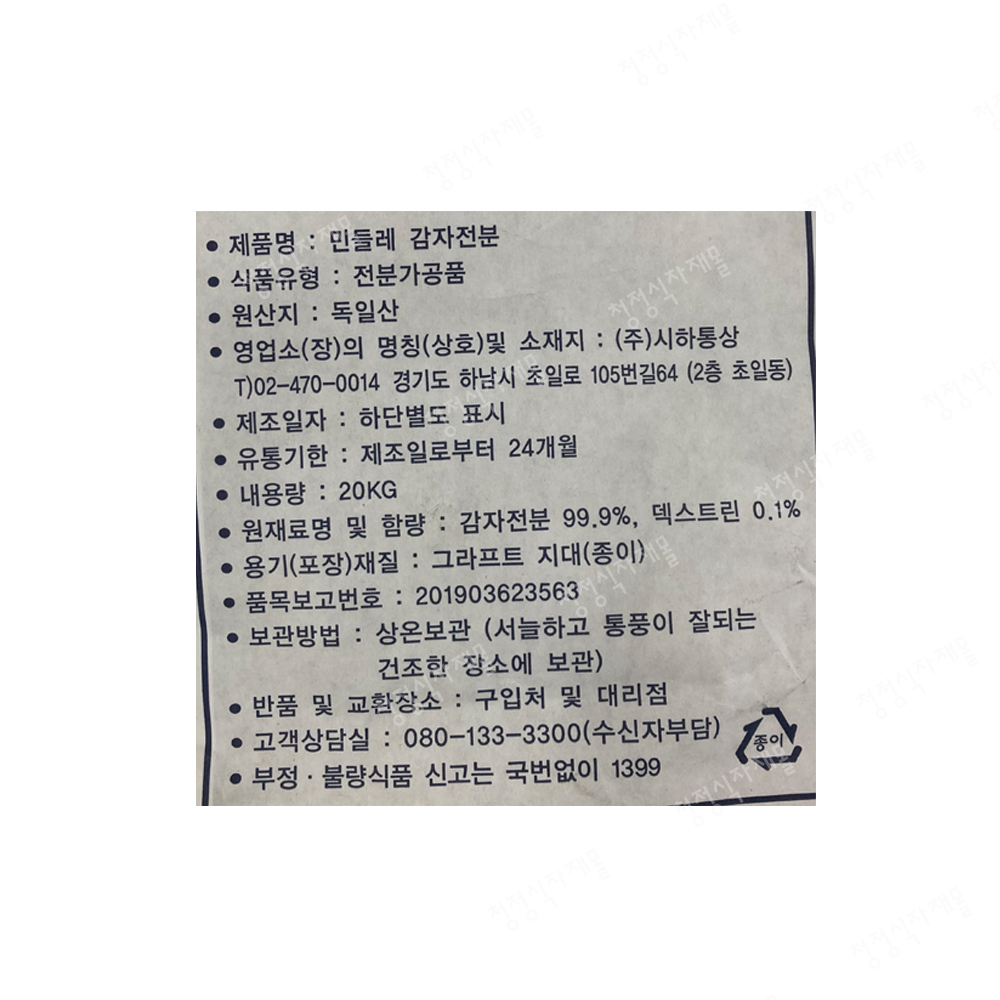 • 제품명 : 민들레 감자전분
• 식품유형 : 전분가공품
• 원산지 : 독일산
• 영업소(장)의 명칭(상호)및 소재지 : (주)시하통상
T)02-470-0014 경기도 하남시 초일로 105번길64 (2층 초일동)
• 제조일자 : 하단별도 표시
• 유통기한 : 제조일로부터 24개월
• 내용량 : 20KG
• 원재료명 및 함량 : 감자전분 99.9%, 덱스트린 0.1%
• 용기(포장)재질 : 그라프트 지대(종이)
• 품목보고번호 : 201903623563
• 보관방법 : 상온보관 (서늘하고 통풍이 잘되는
건조한 장소에 보관)
• 반품 및 교환장소 : 구입처 및 대리점
• 고객상담실 : 080-133-3300(수신자부담)
종이
• 부정·불량식품 신고는 국번없이 1399
청정식자재몰